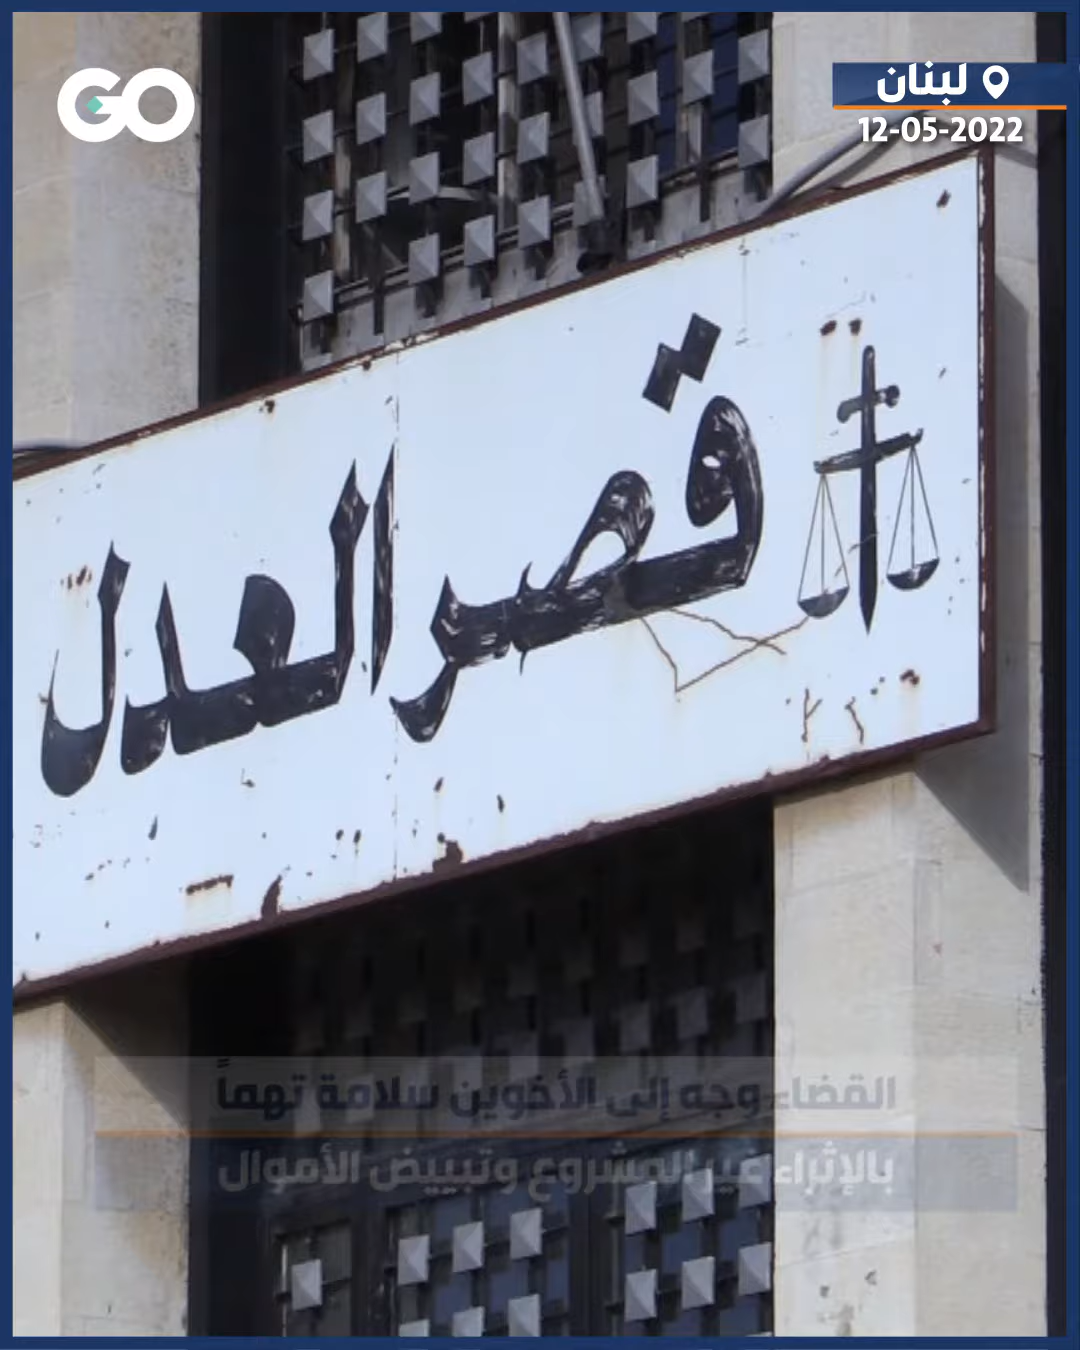 GO
لبنان
12-05-2022
قصر العدل
القضاء وجه إلى الأخوين سلامة تهماً
بالإثراء غير المشروع وتبييض الأموال